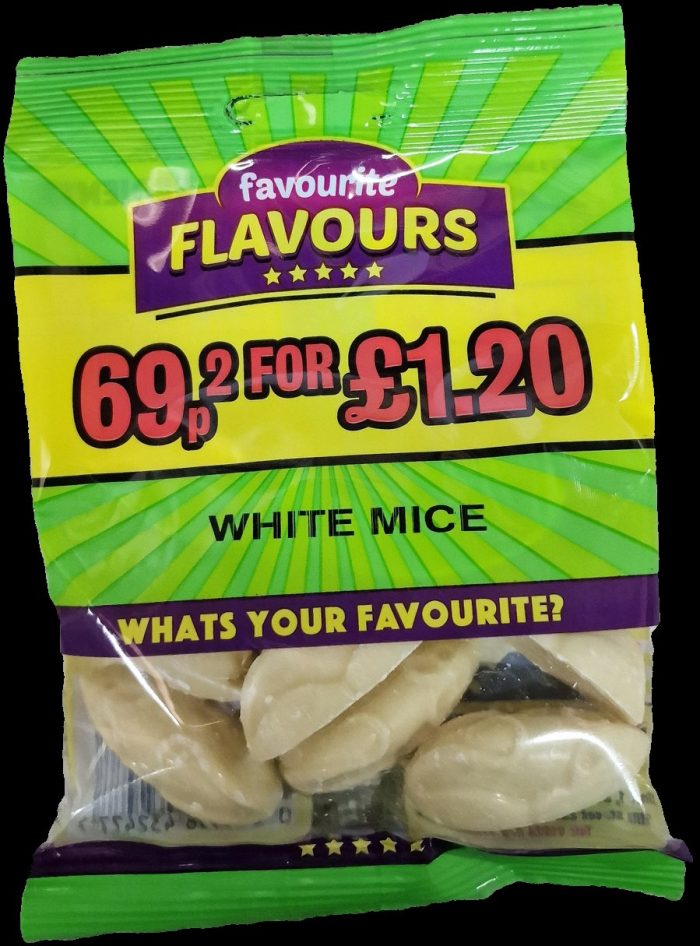 favourite
FLAVOURS
69p 2 FOR £1.20
WHITE MICE
WHATS YOUR FAVOURITE?